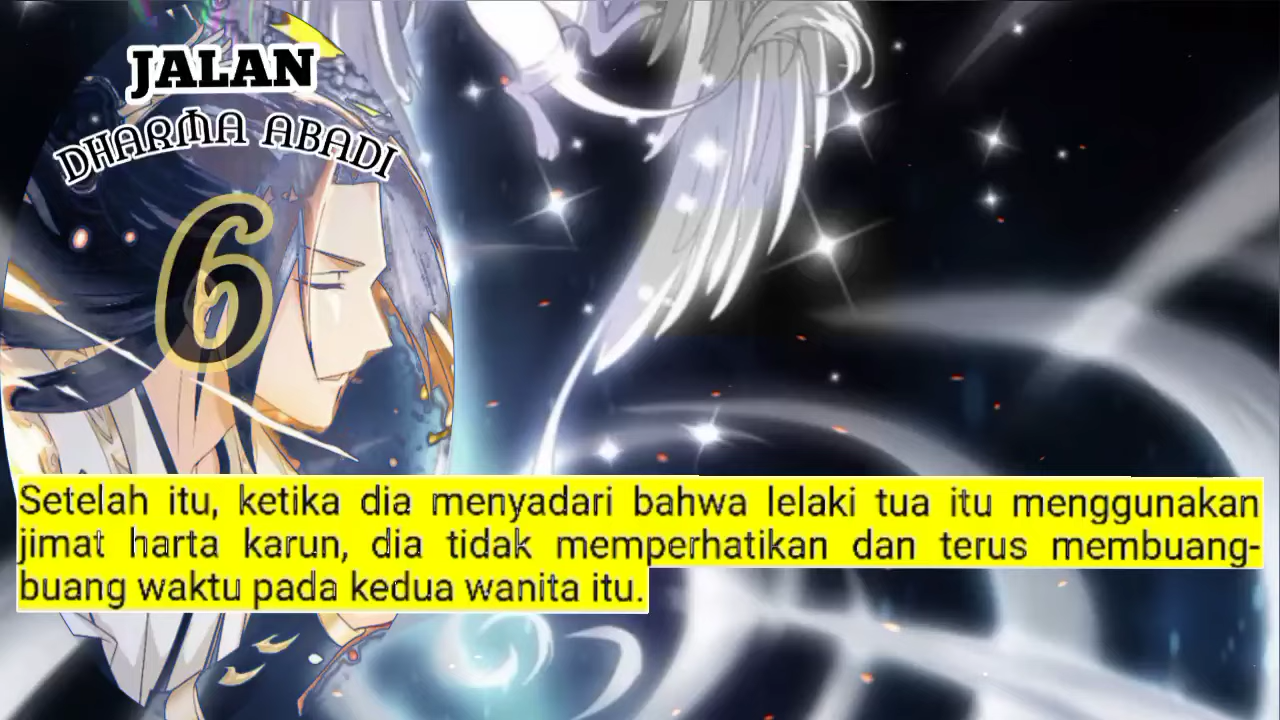 JALAN
DHARMA ABADI
6
Setelah itu, ketika dia menyadari bahwa lelaki tua itu menggunakan
jimat harta karun, dia tidak memperhatikan dan terus membuang-
buang waktu pada kedua wanita itu.